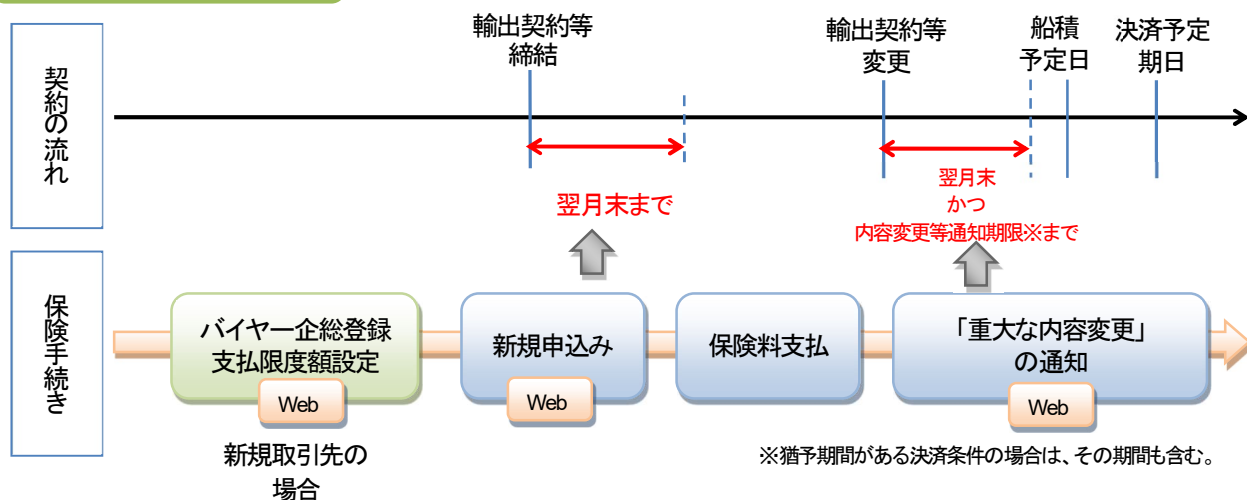 契約の流れ
輸出契約等
締結
輸出契約等
変更
船積
予定日
決済予定
期日
翌月末まで
翌月末
かつ
内容変更等通知期限※まで
保険手続き
バイヤー企総登録
支払限度額設定
Web
新規取引先の
場合
新規申込み
Web
保険料支払
「重大な内容変更」
の通知
Web
※猶予期間がある決済条件の場合は、その期間も含む。